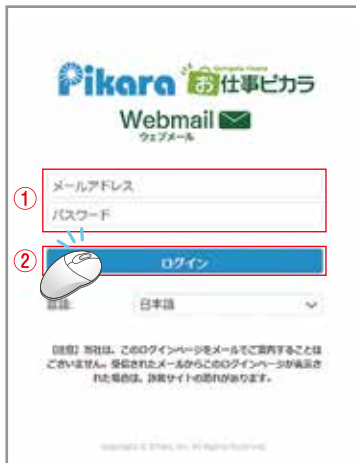 Pikara お仕事ピカラ
Webmail
ウェブメール
① メールアドレス
パスワード
② ログイン
言語: 日本語
【注意】当社は、このログインページをメールでご案内することは
ございません。受信されたメールからこのログインページが表示さ
れた場合は、詐欺サイトの恐れがあります。